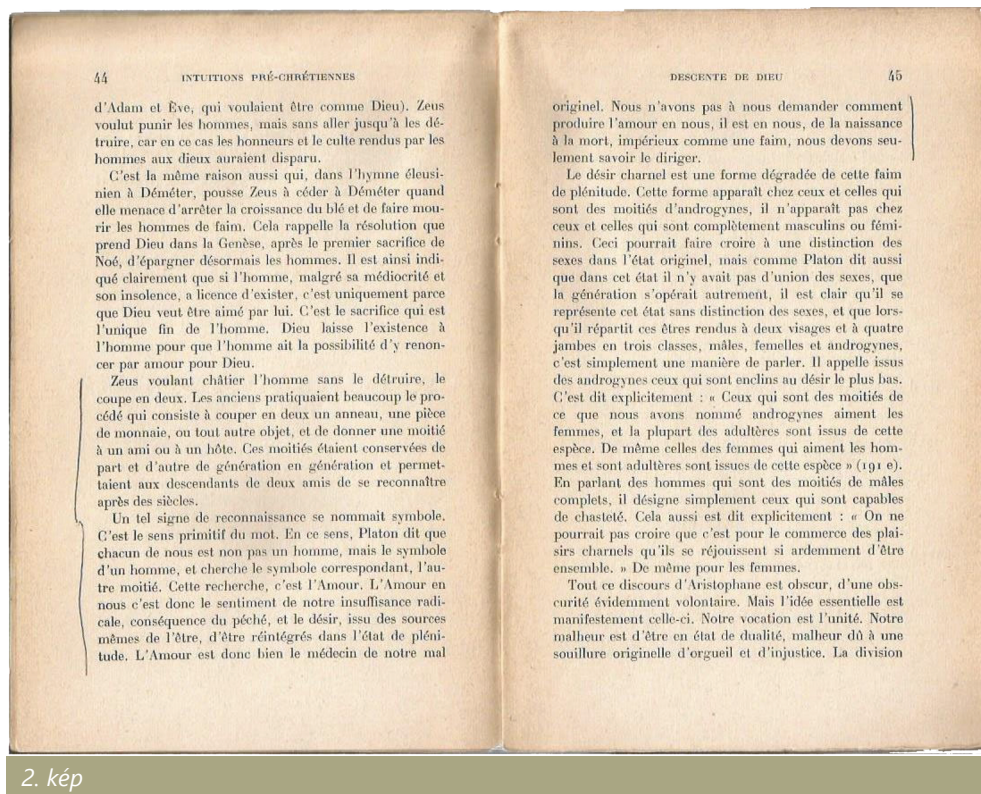 44
INTUITIONS PRÉ-CHRÉTIENNES
d'Adam et Ève, qui voulaient être comme Dieu). Zeus
voulut punir les hommes, mais sans aller jusqu'à les dé-
truire, car en ce cas les honneurs et le culte rendus par les
hommes aux dieux auraient disparu.
C'est la même raison aussi qui, dans l'hymne éleusi-
nien à Déméter, pousse Zeus à céder à Déméter quand
elle menace d'arrêter la croissance du blé et de faire mou-
rir les hommes de faim. Cela rappelle la résolution que
prend Dieu dans la Genèse, après le premier sacrifice de
Noé, d'épargner désormais les hommes. Il est ainsi indi-
qué clairement que si l'homme, malgré sa médiocrité et
son insolence, a licence d'exister, c'est uniquement parce
que Dieu veut être aimé par lui. C'est le sacrifice qui est
l'unique fin de l'homme. Dieu laisse l'existence à
l'homme pour que l'homme ait la possibilité d'y renon-
cer par amour pour Dieu.
Zeus voulant châtier l'homme sans le détruire, le
coupe en deux. Les anciens pratiquaient beaucoup le pro-
cédé qui consiste à couper en deux un anneau, une pièce
de monnaie, ou tout autre objet, et de donner une moitié
à un ami ou à un hôte. Ces moitiés étaient conservées de
part et d'autre de génération en génération et permet-
taient aux descendants de deux amis de se reconnaître
après des siècles.
Un tel signe de reconnaissance se nommait symbole.
C'est le sens primitif du mot. En ce sens, Platon dit que
chacun de nous est non pas un homme, mais le symbole
d'un homme, et cherche le symbole correspondant, l'au-
tre moitié. Cette recherche, c'est l'Amour. L'Amour en
nous c'est donc le sentiment de notre insuffisance radi-
cale, conséquence du péché, et le désir, issu des sources
mêmes de l'être, d'être réintégrés dans l'état de pléni-
tude. L'Amour est donc bien le médecin de notre mal
DESCENTE DE DIEU
45
originel. Nous n'avons pas à nous demander comment
produire l'amour en nous, il est en nous, de la naissance
à la mort, impérieux comme une faim, nous devons seu-
lement savoir le diriger.
Le désir charnel est une forme dégradée de cette faim
de plénitude. Cette forme apparaît chez ceux et celles qui
sont des moitiés d'androgynes, il n'apparaît pas chez
ceux et celles qui sont complètement masculins ou fémi-
nins. Ceci pourrait faire croire à une distinction des
sexes dans l'état originel, mais comme Platon dit aussi
que dans cet état il n'y avait pas d'union des sexes, que
la génération s'opérait autrement, il est clair qu'il se
représente cet état sans distinction des sexes, et que lors-
qu'il répartit ces êtres rendus à deux visages et à quatre
jambes en trois classes, mâles, femelles et androgynes,
c'est simplement une manière de parler. Il appelle issus
des androgynes ceux qui sont enclins au désir le plus bas.
C'est dit explicitement : « Ceux qui sont des moitiés de
ce que nous avons nommé androgynes aiment les
femmes, et la plupart des adultères sont issus de cette
espèce. De même celles des femmes qui aiment les hom-
mes et sont adultères sont issues de cette espèce » (191 e).
En parlant des hommes qui sont des moitiés de mâles
complets, il désigne simplement ceux qui sont capables
de chasteté. Cela aussi est dit explicitement : « On ne
pourrait pas croire que c'est pour le commerce des plai-
sirs charnels qu'ils se réjouissent si ardemment d'être
ensemble. » De même pour les femmes.
Tout ce discours d'Aristophane est obscur, d'une obs-
curité évidemment volontaire. Mais l'idée essentielle est
manifestement celle-ci. Notre vocation est l'unité. Notre
malheur est d'être en état de dualité, malheur dû à une
souillure originelle d'orgueil et d'injustice. La division
2. kép